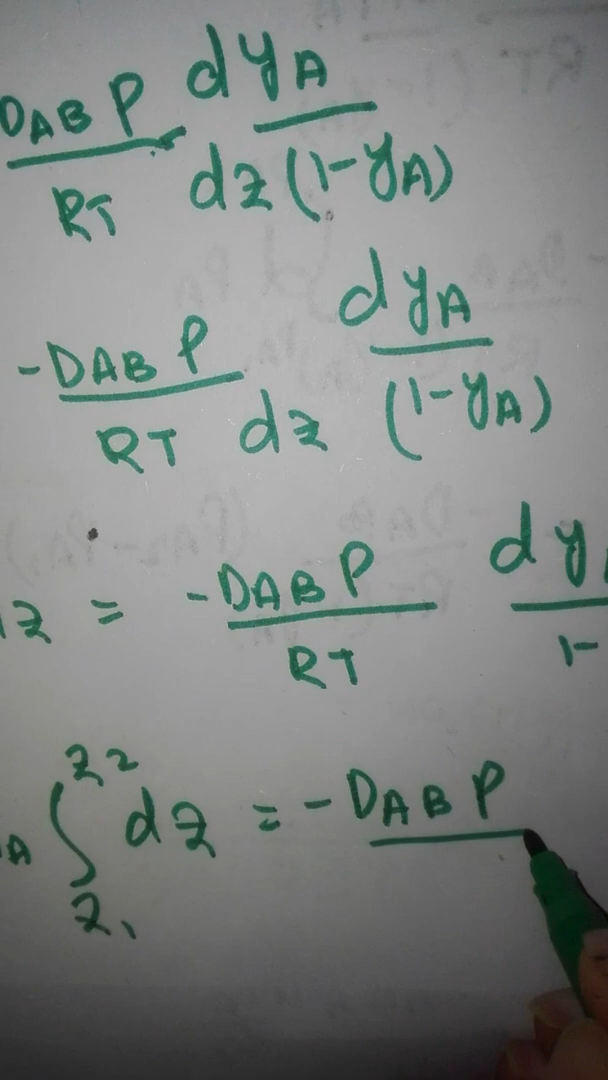 DAB P dyA
RT dz(1-yA)
-DAB P dyA
RT dz (1-yA)
z = -DAB P dy
RT 1-
A ∫ z2 z1 dz = -DAB P